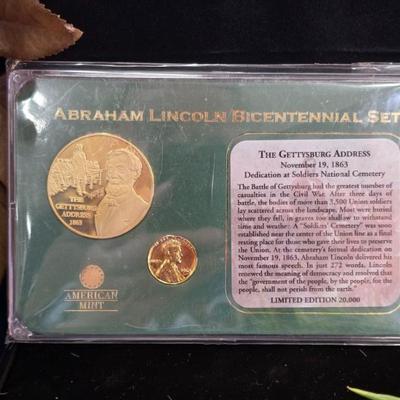 ABRAHAM LINCOLN BICENTENNIAL SET
THE
GETTYSBURG
ADDRESS
1863
AMERICAN
MINT
THE GETTYSBURG ADDRESS
November 19, 1863
Dedication at Soldiers National Cemetery
The Battle of Gettysburg had the greatest number of
casualties in the Civil War. After three days of
battle, the bodies of more than 3,500 Union soldiers
lay scattered across the landscape. Most were buried
where they fell, in graves too shallow to withstand
time and weather. A "Soldiers' Cemetery" was soon
established near the center of the Union line as a final
resting place for those who gave their lives to preserve
the Union. At the cemetery's formal dedication on
November 19, 1863, Abraham Lincoln delivered his
most famous speech. In just 272 words, Lincoln
renewed the meaning of democracy and resolved that
the "government of the people, by the people, for the
people, shall not perish from the earth."
LIMITED EDITION 20,000